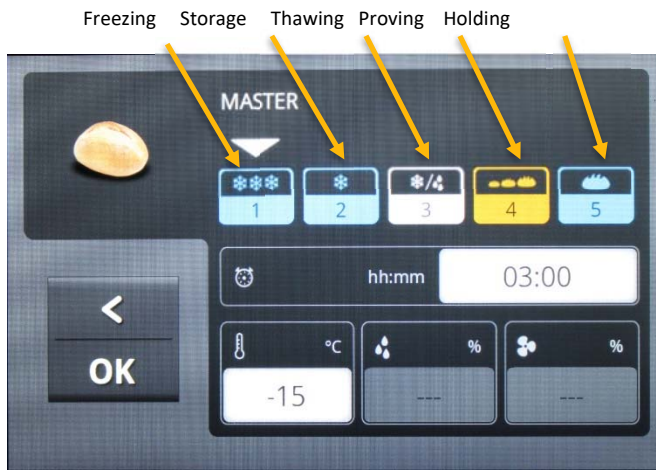 Freezing Storage Thawing Proving Holding
MASTER
1 2 3 4 5
hh:mm 03:00
°C % %
-15 --- ---
<
OK